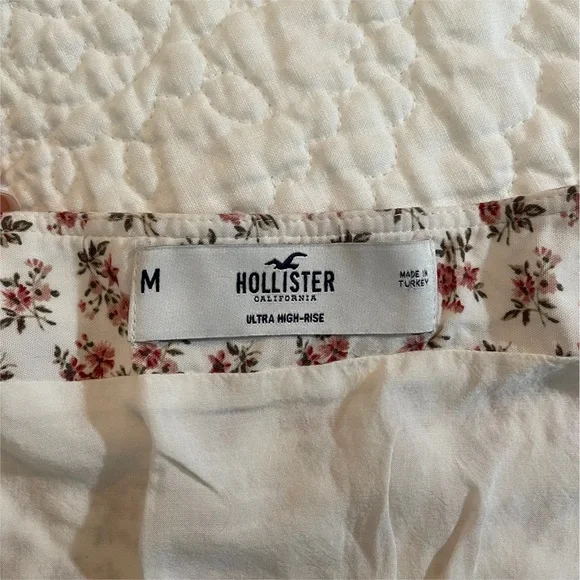 M
HOLLISTER
CALIFORNIA
ULTRA HIGH-RISE
MADE IN
TURKEY